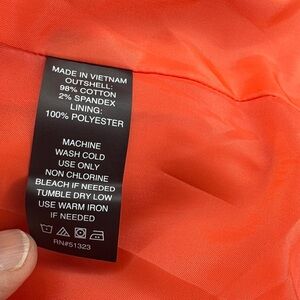 MADE IN VIETNAM
OUTSHELL:
98% COTTON
2% SPANDEX
LINING:
100% POLYESTER
MACHINE
WASH COLD
USE ONLY
NON CHLORINE
BLEACH IF NEEDED
TUMBLE DRY LOW
USE WARM IRON
IF NEEDED
RN#51323